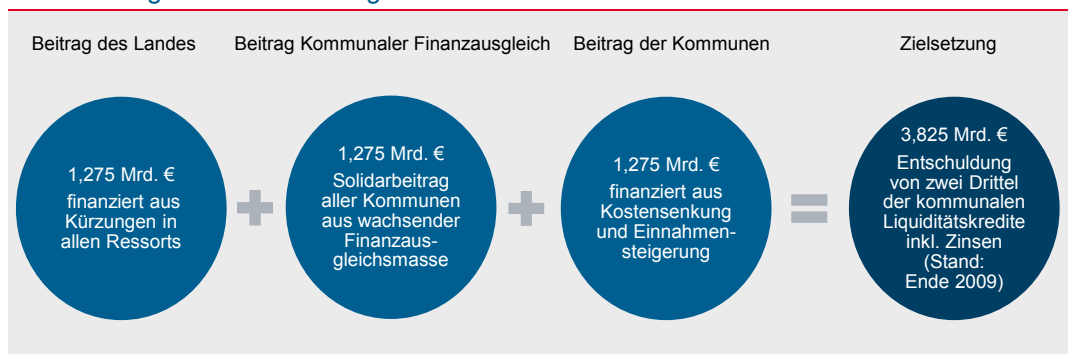 Beitrag des Landes
Beitrag Kommunaler Finanzausgleich
Beitrag der Kommunen
Zielsetzung
1,275 Mrd. €
finanziert aus
Kürzungen in
allen Ressorts
1,275 Mrd. €
Solidarbeitrag
aller Kommunen
aus wachsender
Finanzaus-
gleichsmasse
1,275 Mrd. €
finanziert aus
Kostensenkung
und Einnahmen-
steigerung
3,825 Mrd. €
Entschuldung
von zwei Drittel
der kommunalen
Liquiditätskredite
inkl. Zinsen
(Stand:
Ende 2009)